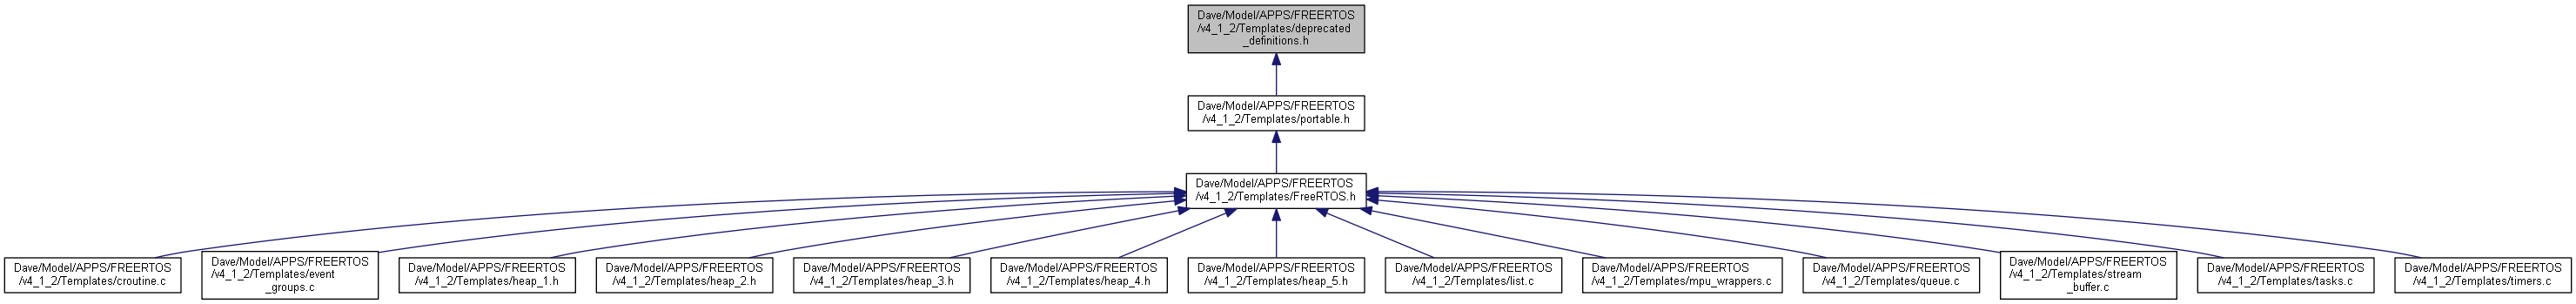 Dave/Model/APPS/FREERTOS
/v4_1_2/Templates/deprecated
_definitions.h
Dave/Model/APPS/FREERTOS
/v4_1_2/Templates/portable.h
Dave/Model/APPS/FREERTOS
/v4_1_2/Templates/FreeRTOS.h
Dave/Model/APPS/FREERTOS
/v4_1_2/Templates/croutine.c
Dave/Model/APPS/FREERTOS
/v4_1_2/Templates/event
_groups.c
Dave/Model/APPS/FREERTOS
/v4_1_2/Templates/heap_1.h
Dave/Model/APPS/FREERTOS
/v4_1_2/Templates/heap_2.h
Dave/Model/APPS/FREERTOS
/v4_1_2/Templates/heap_3.h
Dave/Model/APPS/FREERTOS
/v4_1_2/Templates/heap_4.h
Dave/Model/APPS/FREERTOS
/v4_1_2/Templates/heap_5.h
Dave/Model/APPS/FREERTOS
/v4_1_2/Templates/list.c
Dave/Model/APPS/FREERTOS
/v4_1_2/Templates/mpu_wrappers.c
Dave/Model/APPS/FREERTOS
/v4_1_2/Templates/queue.c
Dave/Model/APPS/FREERTOS
/v4_1_2/Templates/stream
_buffer.c
Dave/Model/APPS/FREERTOS
/v4_1_2/Templates/tasks.c
Dave/Model/APPS/FREERTOS
/v4_1_2/Templates/timers.c